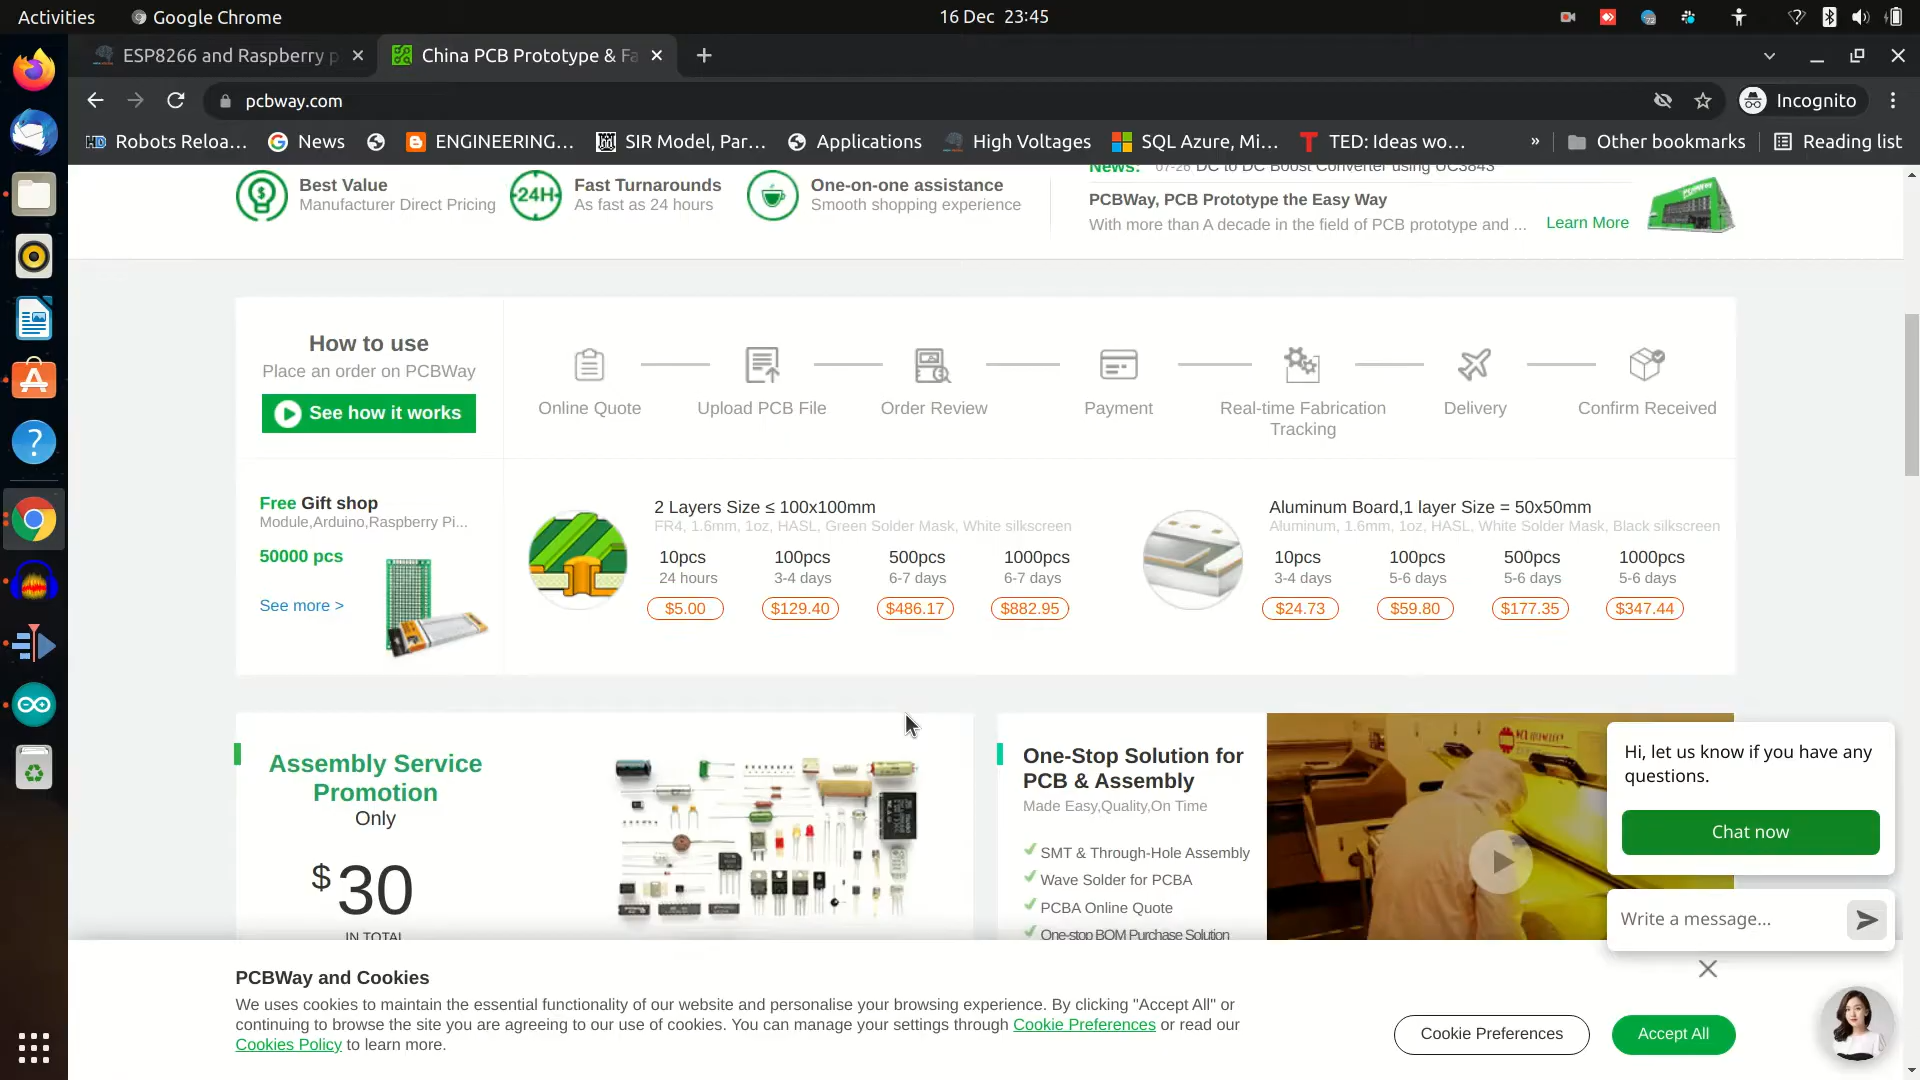 Activities
Google Chrome
16 Dec 23:45
ESP8266 and Raspberry p
China PCB Prototype & Fa
pcbway.com
Incognito
Robots Reloa...
News
ENGINEERING...
SIR Model, Par...
Applications
High Voltages
SQL Azure, Mi...
TED: Ideas wo...
»
Other bookmarks
Reading list
Best Value
Manufacturer Direct Pricing
24H
Fast Turnarounds
As fast as 24 hours
One-on-one assistance
Smooth shopping experience
News: 07-26 DC to DC Boost Converter using UC3843
PCBWay, PCB Prototype the Easy Way
With more than A decade in the field of PCB prototype and ...
Learn More
How to use
Place an order on PCBWay
See how it works
Online Quote
Upload PCB File
Order Review
Payment
Real-time Fabrication
Tracking
Delivery
Confirm Received
Free Gift shop
Module,Arduino,Raspberry Pi...
50000 pcs
See more >
2 Layers Size ≤ 100x100mm
FR4, 1.6mm, 1oz, HASL, Green Solder Mask, White silkscreen
10pcs 100pcs 500pcs 1000pcs
24 hours 3-4 days 6-7 days 6-7 days
$5.00 $129.40 $486.17 $882.95
Aluminum Board,1 layer Size = 50x50mm
Aluminum, 1.6mm, 1oz, HASL, White Solder Mask, Black silkscreen
10pcs 100pcs 500pcs 1000pcs
3-4 days 5-6 days 5-6 days 5-6 days
$24.73 $59.80 $177.35 $347.44
Assembly Service
Promotion
Only
$30
IN TOTAL
One-Stop Solution for
PCB & Assembly
Made Easy,Quality,On Time
SMT & Through-Hole Assembly
Wave Solder for PCBA
PCBA Online Quote
One-stop BOM Purchase Solution
Hi, let us know if you have any
questions.
Chat now
Write a message...
PCBWay and Cookies
We uses cookies to maintain the essential functionality of our website and personalise your browsing experience. By clicking "Accept All" or
continuing to browse the site you are agreeing to our use of cookies. You can manage your settings through Cookie Preferences or read our
Cookies Policy to learn more.
Cookie Preferences
Accept All